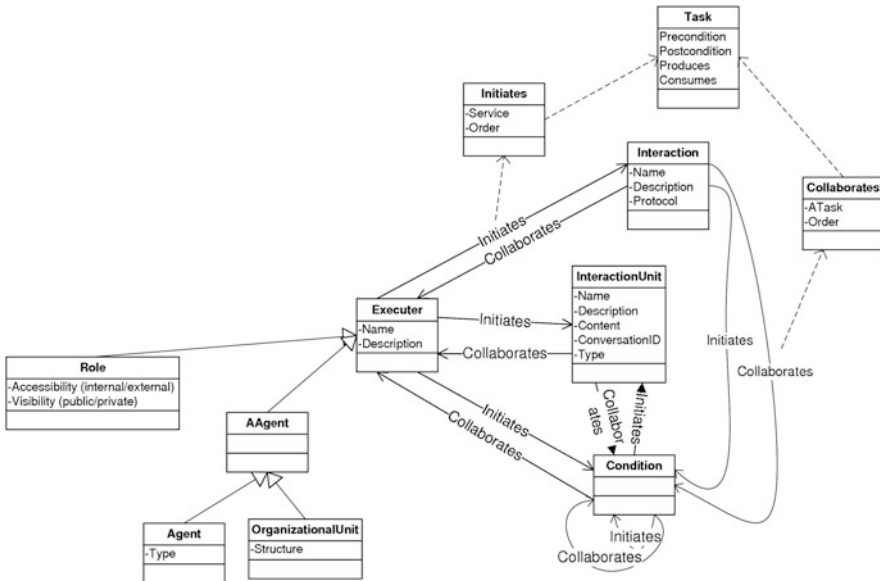 Task
Precondition
Postcondition
Produces
Consumes
Initiates
-Service
-Order
Interaction
-Name
-Description
-Protocol
Collaborates
-ATask
-Order
Initiates
Collaborates
InteractionUnit
-Name
-Description
-Content
-ConversationID
-Type
Executer
-Name
-Description
Initiates
Collaborates
Initiates
Collaborates
Role
-Accessibility (internal/external)
-Visibility (public/private)
AAgent
Initiates
Collaborates
Collabor
ates
Initiates
Condition
Agent
-Type
OrganizationalUnit
-Structure
Initiates
Collaborates